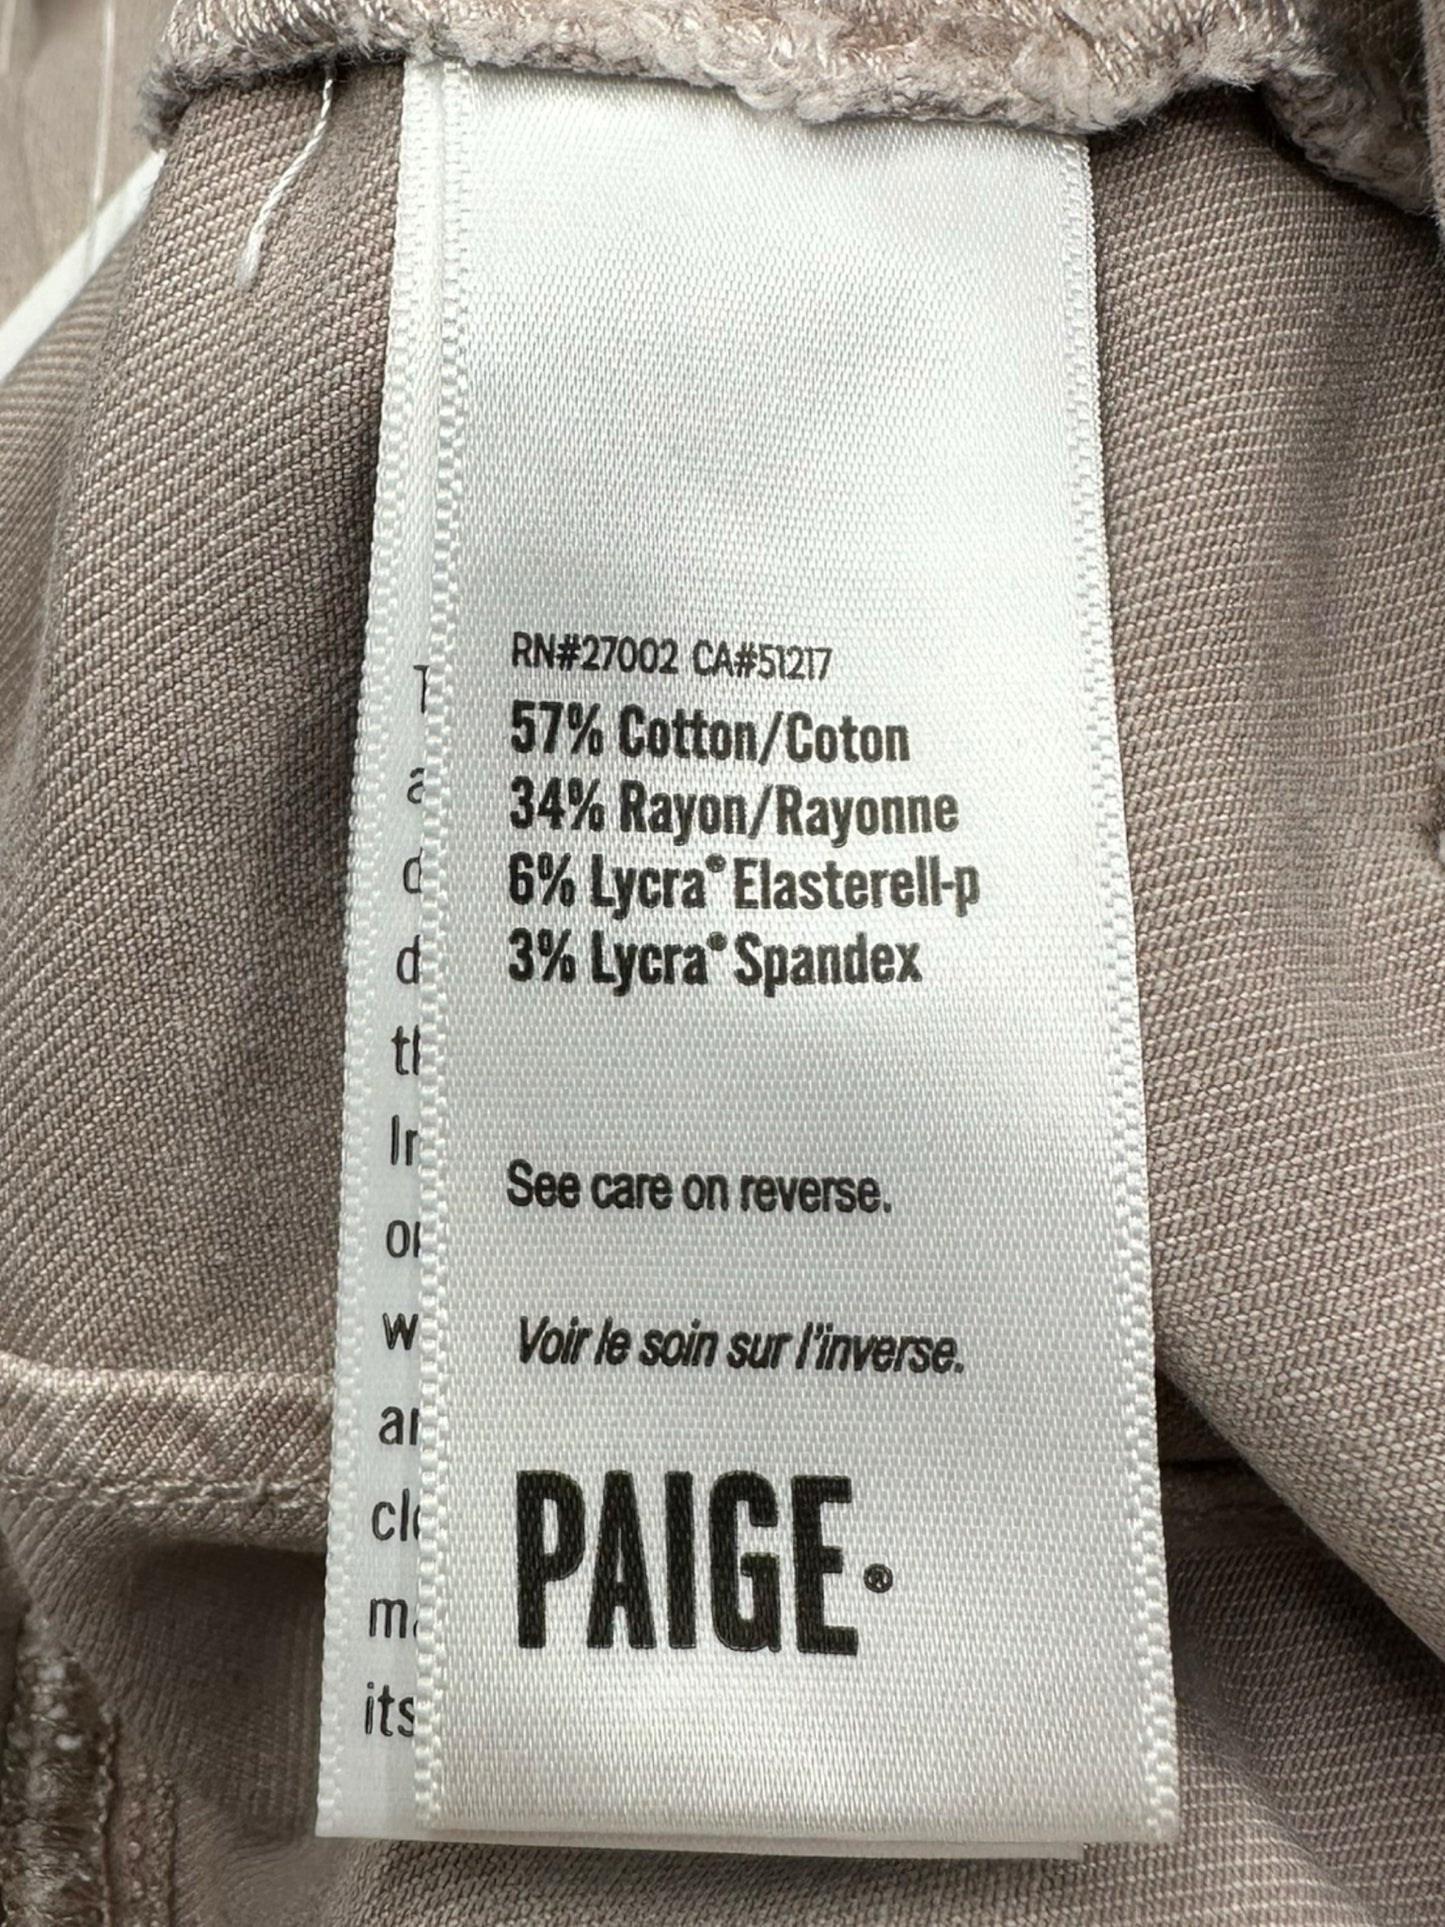 RN#27002 CA#51217
57% Cotton/Coton
34% Rayon/Rayonne
6% Lycra® Elasterell-p
3% Lycra® Spandex
See care on reverse.
Voir le soin sur l'inverse.
PAIGE®